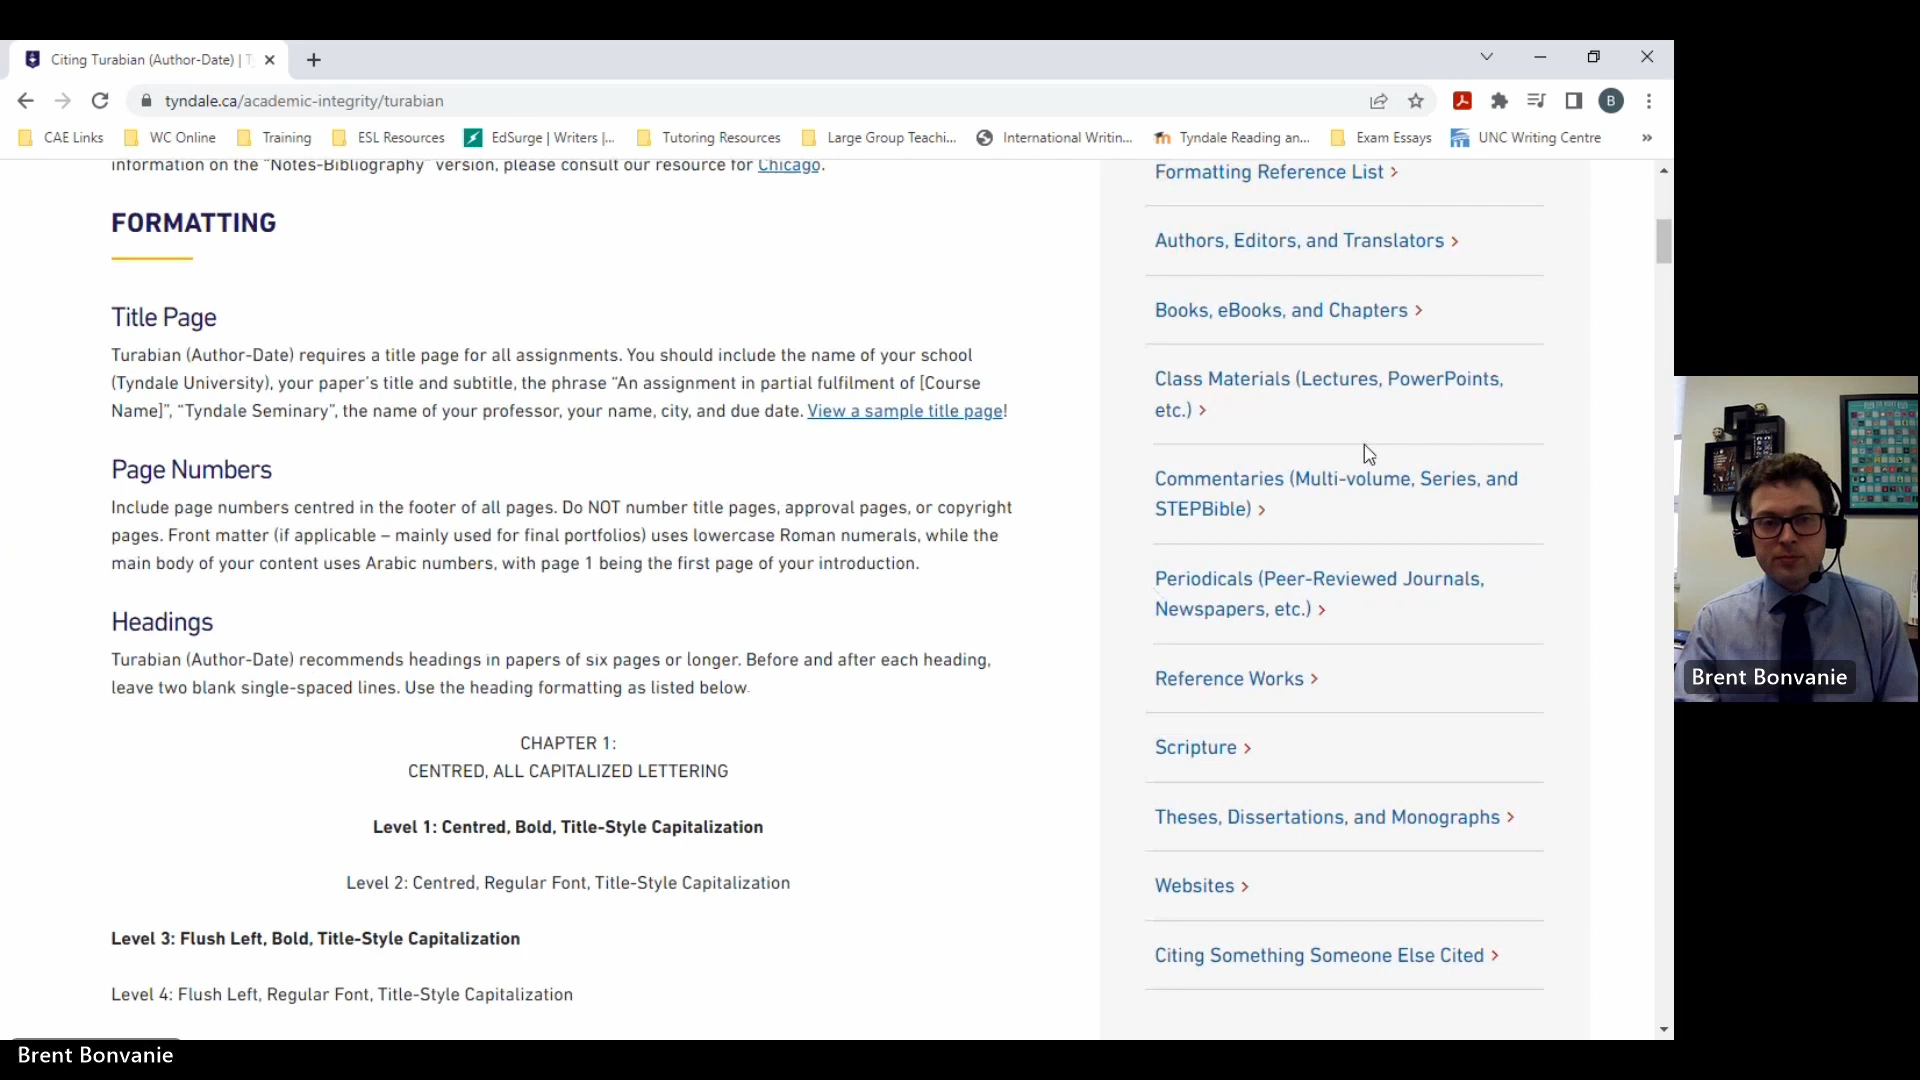 Citing Turabian (Author-Date) | T
tyndale.ca/academic-integrity/turabian
B
CAE Links
WC Online
Training
ESL Resources
EdSurge | Writers |...
Tutoring Resources
Large Group Teachi...
International Writin...
Tyndale Reading an...
Exam Essays
UNC Writing Centre
»
information on the "Notes-Bibliography" version, please consult our resource for Chicago.
FORMATTING
Title Page
Turabian (Author-Date) requires a title page for all assignments. You should include the name of your school
(Tyndale University), your paper's title and subtitle, the phrase “An assignment in partial fulfilment of [Course
Name]”, “Tyndale Seminary”, the name of your professor, your name, city, and due date. View a sample title page!
Page Numbers
Include page numbers centred in the footer of all pages. Do NOT number title pages, approval pages, or copyright
pages. Front matter (if applicable – mainly used for final portfolios) uses lowercase Roman numerals, while the
main body of your content uses Arabic numbers, with page 1 being the first page of your introduction.
Headings
Turabian (Author-Date) recommends headings in papers of six pages or longer. Before and after each heading,
leave two blank single-spaced lines. Use the heading formatting as listed below.
CHAPTER 1:
CENTRED, ALL CAPITALIZED LETTERING
Level 1: Centred, Bold, Title-Style Capitalization
Level 2: Centred, Regular Font, Title-Style Capitalization
Level 3: Flush Left, Bold, Title-Style Capitalization
Level 4: Flush Left, Regular Font, Title-Style Capitalization
Formatting Reference List >
Authors, Editors, and Translators >
Books, eBooks, and Chapters >
Class Materials (Lectures, PowerPoints,
etc.) >
Commentaries (Multi-volume, Series, and
STEPBible) >
Periodicals (Peer-Reviewed Journals,
Newspapers, etc.) >
Reference Works >
Scripture >
Theses, Dissertations, and Monographs >
Websites >
Citing Something Someone Else Cited >
Brent Bonvanie
Brent Bonvanie